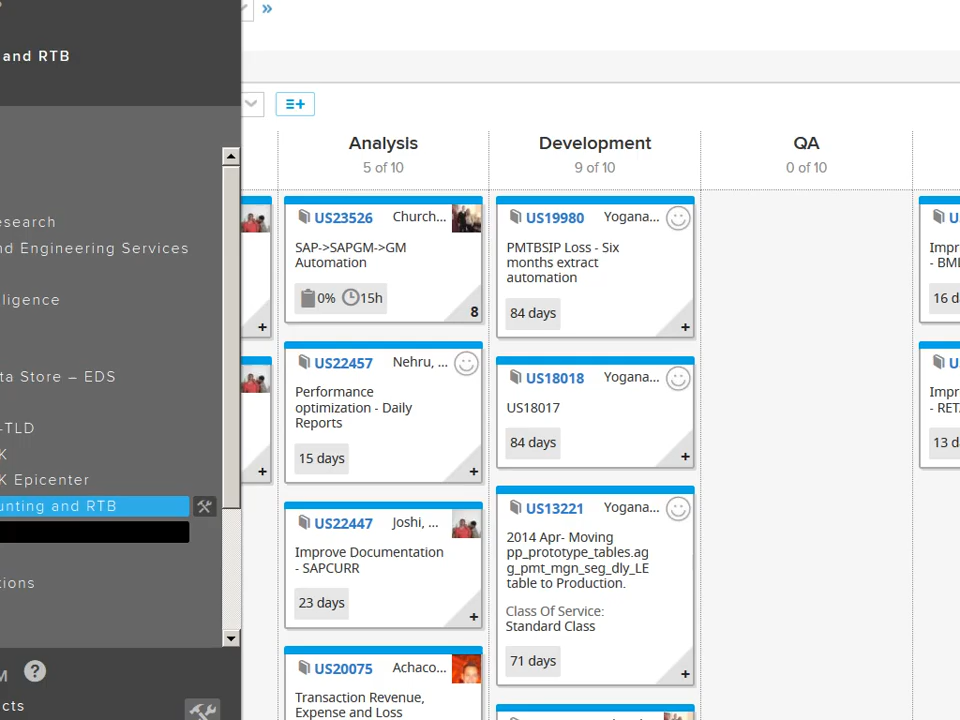 and RTB
esearch
nd Engineering Services
ligence
ta Store – EDS
-TLD
K
K Epicenter
unting and RTB
tions
M ?
cts
»
Analysis
5 of 10
US23526 Church...
SAP->SAPGM->GM
Automation
0% 15h
8
US22457 Nehru, ...
Performance
optimization - Daily
Reports
15 days
+
US22447 Joshi, ...
Improve Documentation
- SAPCURR
23 days
+
US20075 Achaco...
Transaction Revenue,
Expense and Loss
Development
9 of 10
US19980 Yogana...
PMTBSIP Loss - Six
months extract
automation
84 days
+
US18018 Yogana...
US18017
84 days
+
US13221 Yogana...
2014 Apr- Moving
pp_prototype_tables.ag
g_pmt_mgn_seg_dly_LE
table to Production.
Class Of Service:
Standard Class
71 days
+
QA
0 of 10
U
Impr
- BMI
16 d
U
Impr
- RET
13 d